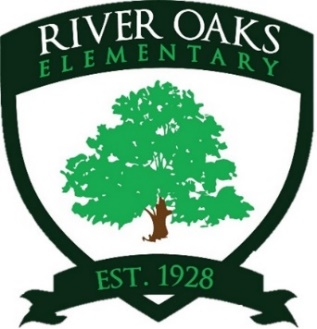 RIVER OAKS
ELEMENTARY
EST. 1928